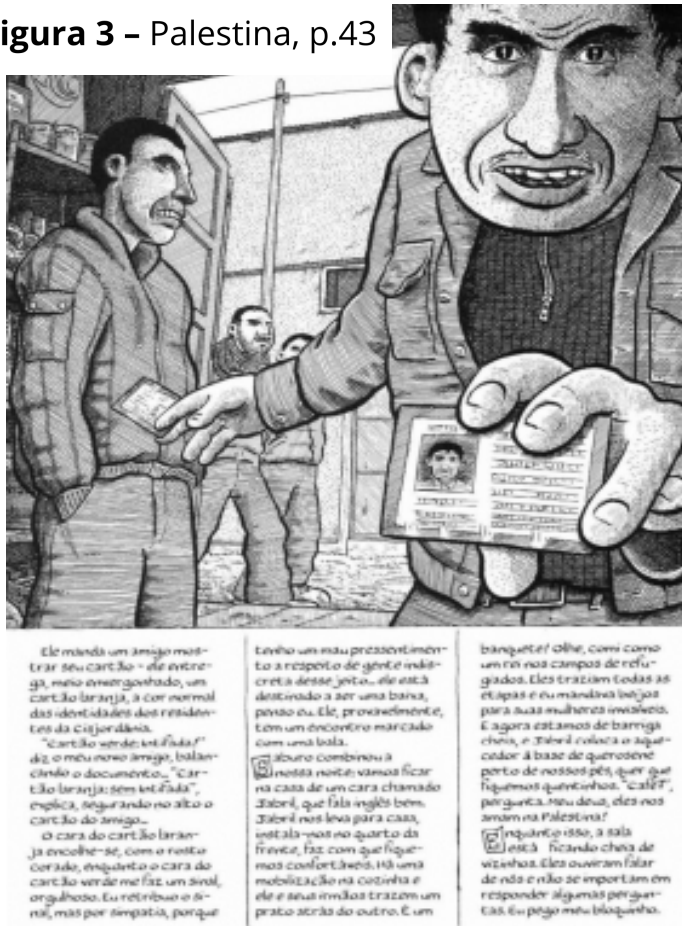 igura 3 – Palestina, p.43
Ele manda um amigo mos-
trar seu cartão - ele entre-
ga, meio envergonhado, um
cartão laranja, a cor normal
das identidades dos residen-
tes da Cisjordânia.
"Cartão verde: Intifada!"
diz o meu novo amigo, balan-
çando o documento... "Car-
tão laranja: sem Intifada",
explica, segurando no alto o
cartão do amigo...
O cara do cartão laran-
ja encolhe-se, com o rosto
corado, enquanto o cara do
cartão verde me faz um sinal,
orgulhoso. Eu retribuo o si-
nal, mas por simpatia, porque
tenho um mau pressentimen-
to a respeito de gente indis-
creta desse jeito... ele está
destinado a ser uma baixa,
penso eu. Ele, provavelmente,
tem um encontro marcado
com uma bala.
Saburo combinou a
nossa noite: vamos ficar
na casa de um cara chamado
Jabril, que fala inglês bem.
Jabril nos leva para casa,
instala-nos no quarto da
frente, faz com que fique-
mos confortáveis. Há uma
mobilização na cozinha e
ele e seus irmãos trazem um
prato atrás do outro. É um
banquete! Olhe, comi como
um rei nos campos de refu-
giados. Eles traziam todas as
etapas e eu mandava beijos
para suas mulheres invisíveis.
E agora estamos de barriga
cheia, e Jabril coloca o aque-
cedor à base de querosene
perto de nossos pés, quer que
fiquemos quentinhos. "Café?",
pergunta. Meu deus, eles nos
amam na Palestina!
Enquanto isso, a sala
está ficando cheia de
vizinhos. Eles ouviram falar
de nós e não se importam em
responder algumas pergun-
tas. Eu pego meu bloquinho.